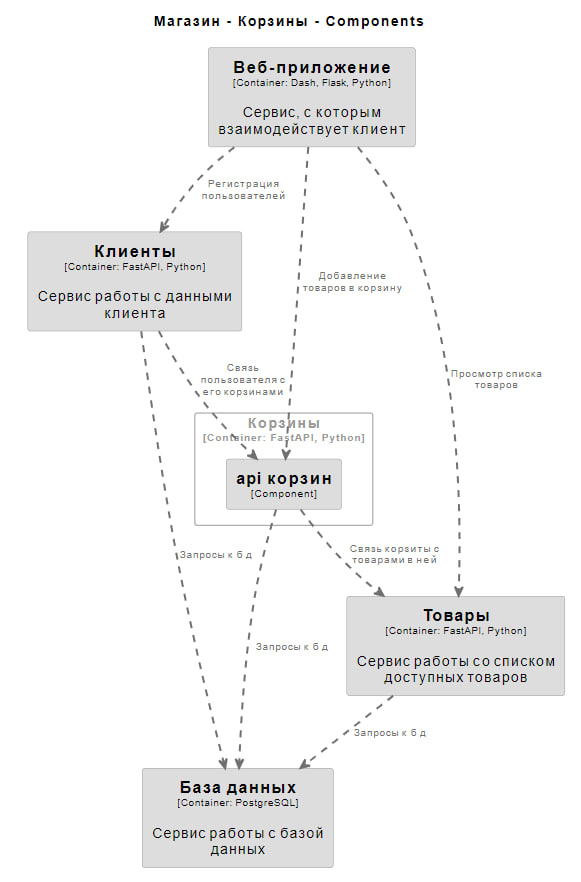 Магазин - Корзины - Components
Веб-приложение
[Container: Dash, Flask, Python]
Сервис, с которым
взаимодействует клиент
Регистрация
пользователей
Клиенты
[Container: FastAPI, Python]
Сервис работы с данными
клиента
Добавление
товаров в корзину
Связь
пользователя с
его корзинами
Просмотр списка
товаров
Корзины
[Container: FastAPI, Python]
api корзин
[Component]
Запросы к бд
Связь корзиты с
товарами в ней
Товары
[Container: FastAPI, Python]
Сервис работы со списком
доступных товаров
Запросы к бд
Запросы к бд
База данных
[Container: PostgreSQL]
Сервис работы с базой
данных